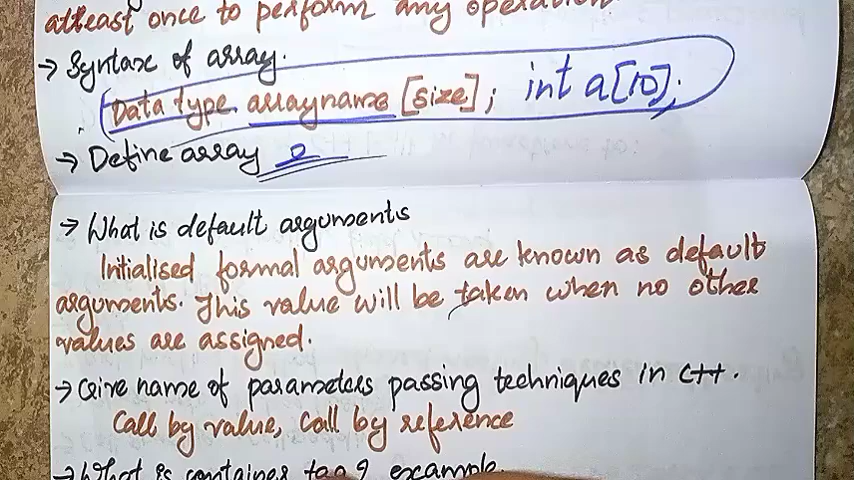 atleast once to perform any operation
→ Syntax of array.
Data type arrayname [size]; int a[10];
→ Define array
→ What is default arguments
Initialised formal arguments are known as default
arguments. This value will be taken when no other
values are assigned.
→ Give name of parameters passing techniques in C++.
Call by value, Call by reference
→ What is container tag? example.